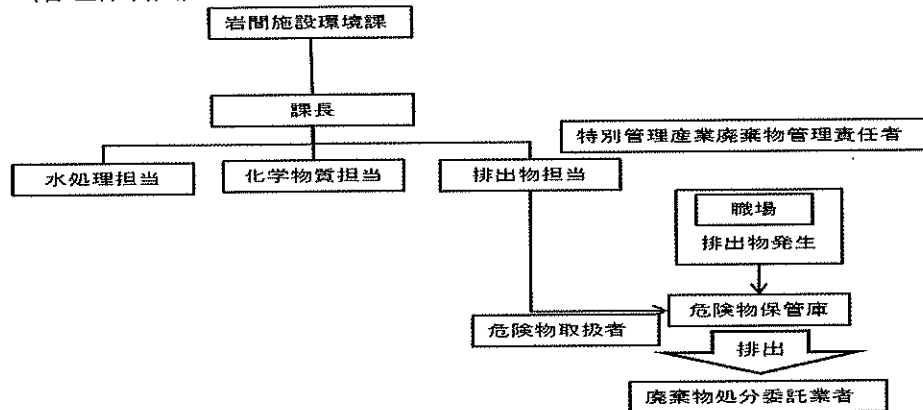 岩間施設環境課
課長
特別管理産業廃棄物管理責任者
水処理担当
化学物質担当
排出物担当
職場
排出物発生
危険物取扱者
危険物保管庫
排出
廃棄物処分委託業者